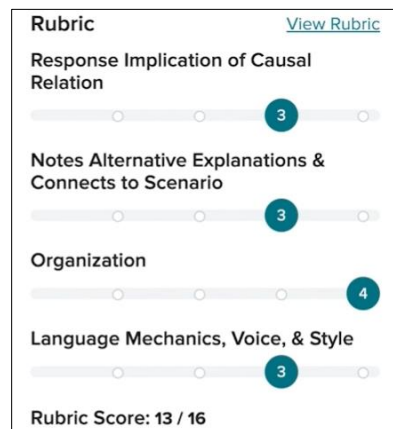 Rubric View Rubric
Response Implication of Causal
Relation
3
Notes Alternative Explanations &
Connects to Scenario
3
Organization
4
Language Mechanics, Voice, & Style
3
Rubric Score: 13 / 16